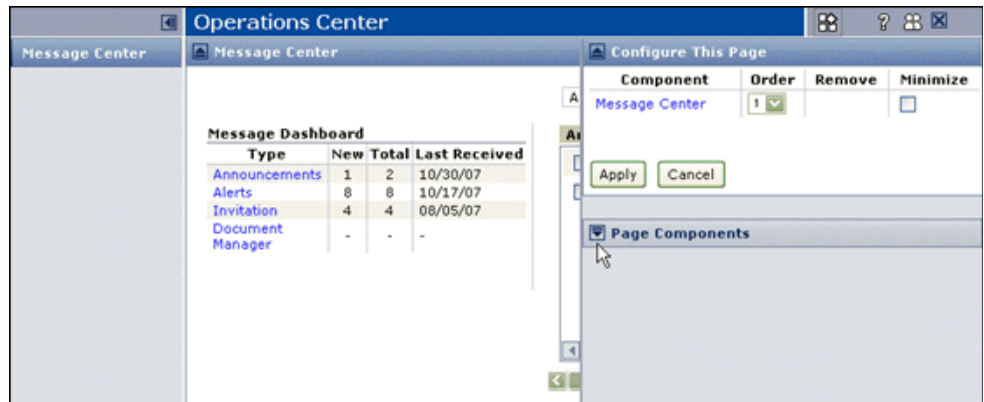 Operations Center
?
Message Center
Message Center
Configure This Page
Component Order Remove Minimize
Message Center 1
Message Dashboard
Type New Total Last Received
Announcements 1 2 10/30/07
Alerts 8 8 10/17/07
Invitation 4 4 08/05/07
Document
Manager - - -
A
Apply Cancel
Page Components